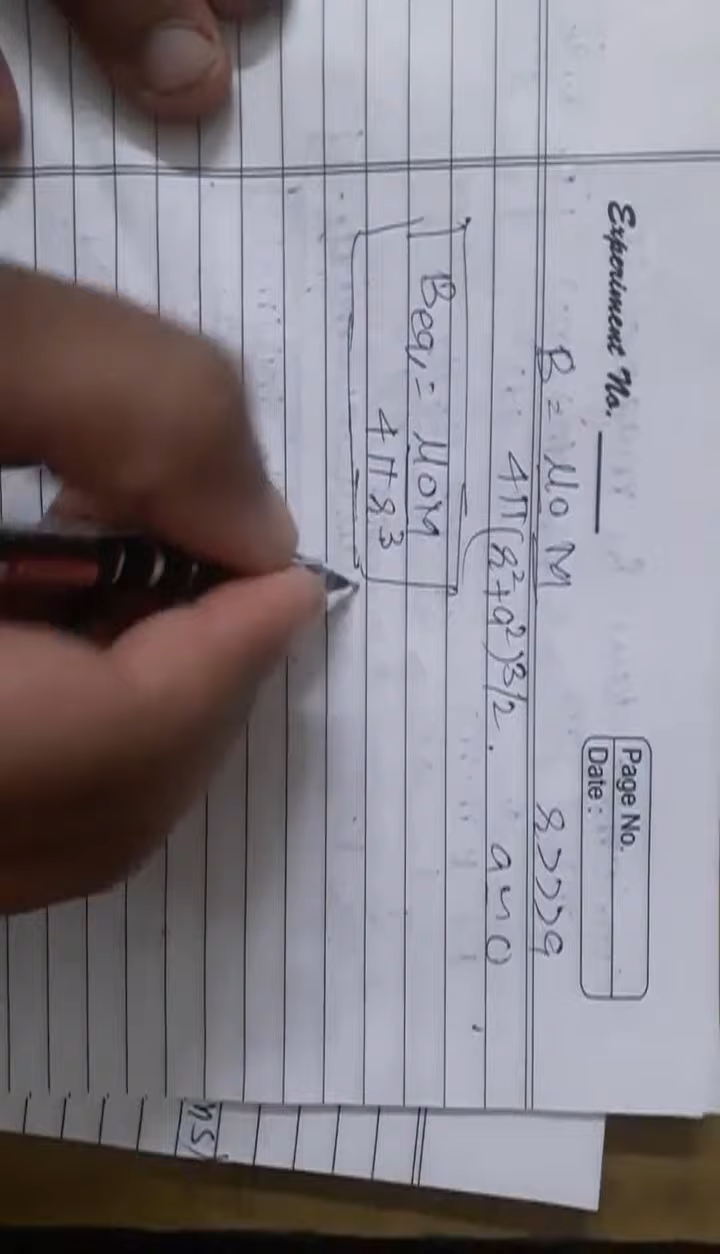 Experiment No.
Page No.
Date :
B = μ0 M r>>>a
4π(r²+a²)3/2. a~0
Beq, = μ0M
4πr3